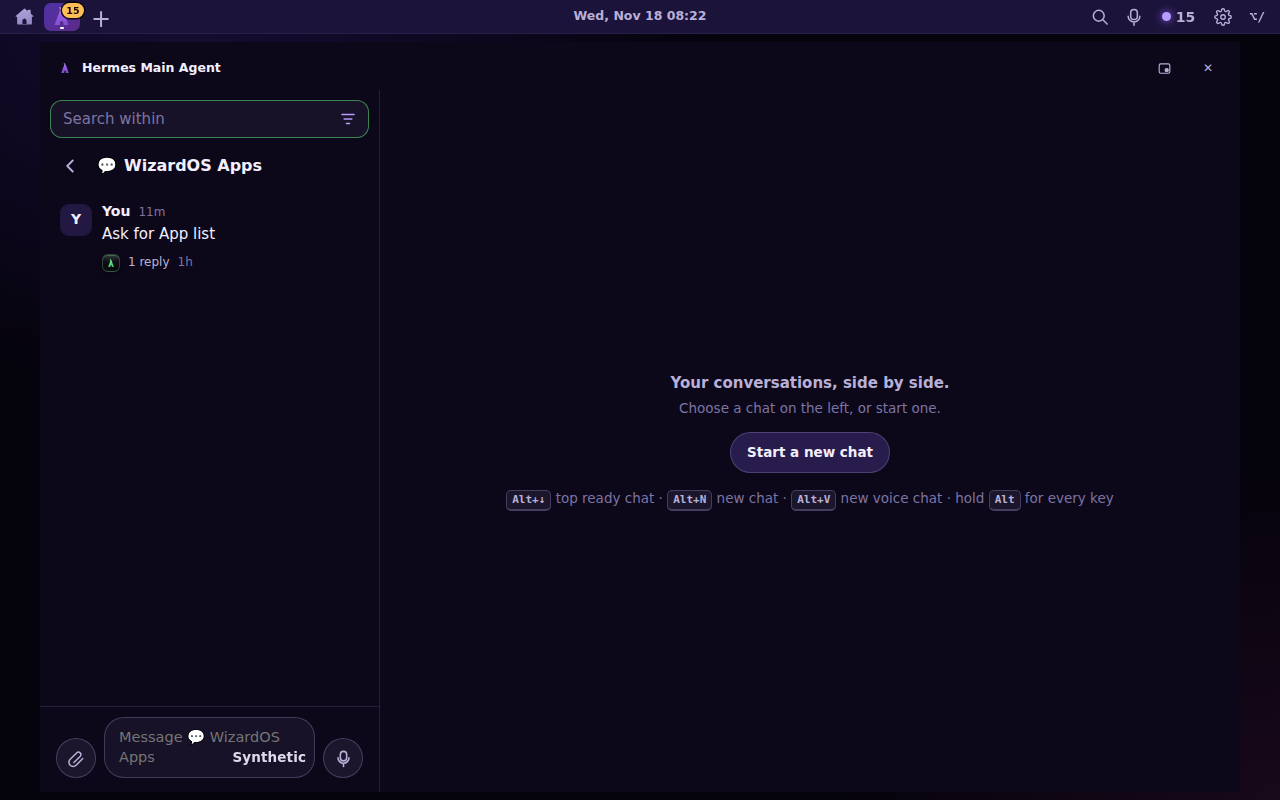 15
Wed, Nov 18 08:22
15
Hermes Main Agent
Search within
💬 WizardOS Apps
Y
You 11m
Ask for App list
1 reply 1h
Your conversations, side by side.
Choose a chat on the left, or start one.
Start a new chat
Alt+↓ top ready chat · Alt+N new chat · Alt+V new voice chat · hold Alt for every key
Message 💬 WizardOS
Apps
Synthetic